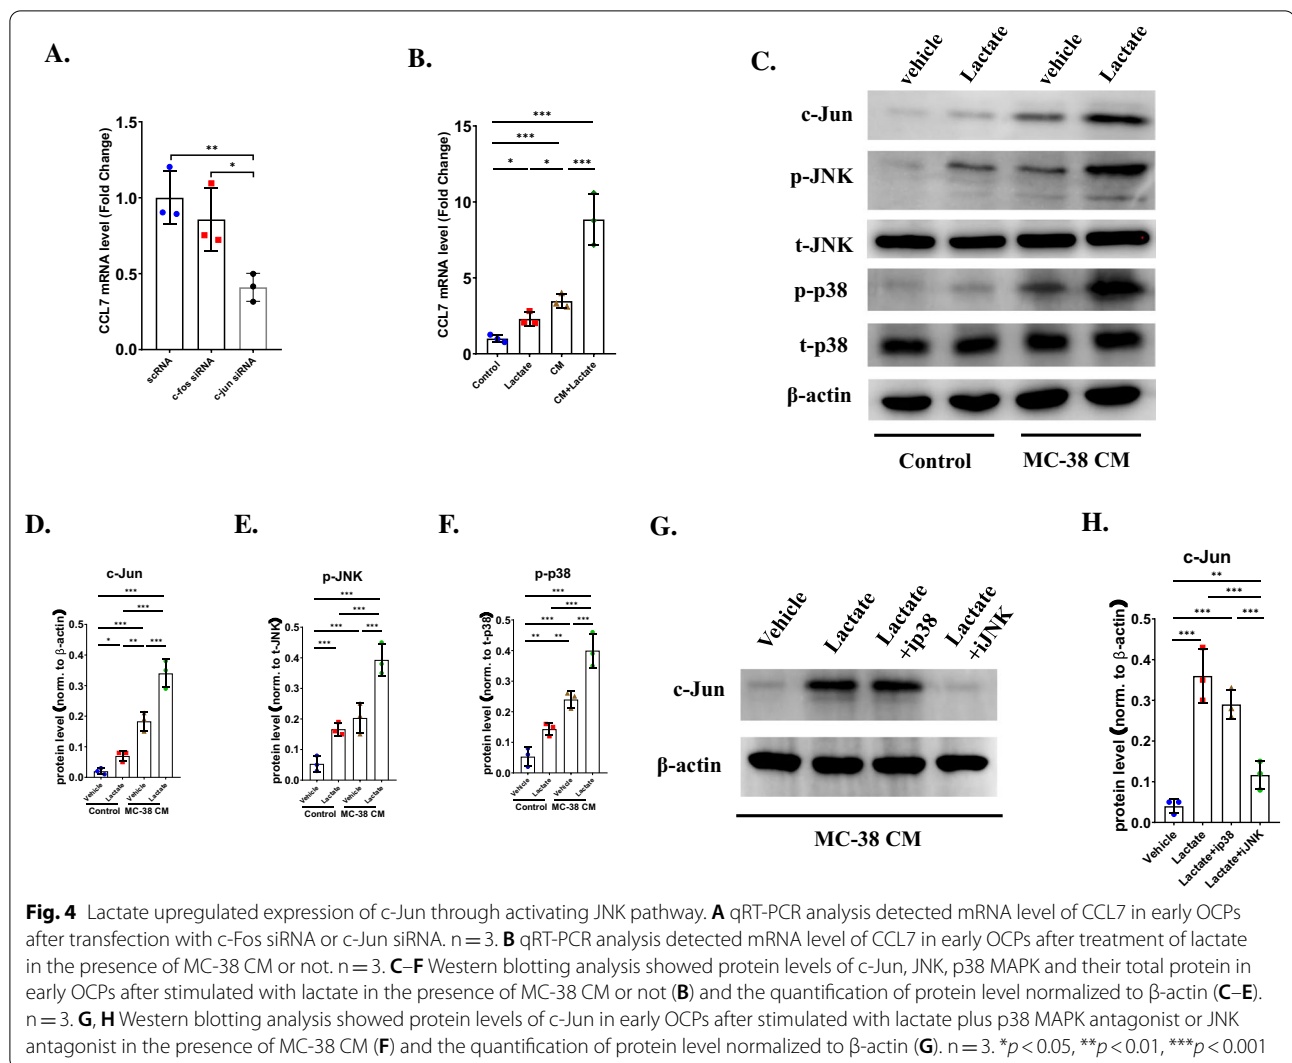 A.
CCL7 mRNA level (Fold Change)
1.5
1.0
0.5
0.0
**
*
scRNA
c-fos siRNA
c-jun siRNA
B.
CCL7 mRNA level (Fold Change)
15
10
5
0
***
***
* * ***
Control
Lactate
CM
CM+Lactate
C.
vehicle Lactate vehicle Lactate
c-Jun
p-JNK
t-JNK
p-p38
t-p38
β-actin
Control MC-38 CM
D.
c-Jun
protein level (norm. to β-actin)
0.5
0.4
0.3
0.2
0.1
0.0
***
***
***
* ** ***
Vehicle Lactate Vehicle Lactate
Control MC-38 CM
E.
p-JNK
protein level (norm. to t-JNK)
0.5
0.4
0.3
0.2
0.1
0.0
***
***
*** ***
***
Vehicle Lactate Vehicle Lactate
Control MC-38 CM
F.
p-p38
protein level (norm. to t-p38)
0.5
0.4
0.3
0.2
0.1
0.0
***
***
*** ***
** **
Vehicle Lactate Vehicle Lactate
Control MC-38 CM
G.
Vehicle
Lactate
Lactate
+ip38
Lactate
+iJNK
c-Jun
β-actin
MC-38 CM
H.
c-Jun
protein level (norm. to β-actin)
0.5
0.4
0.3
0.2
0.1
0.0
**
***
*** ***
***
Vehicle
Lactate
Lactate+ip38
Lactate+iJNK
Fig. 4 Lactate upregulated expression of c-Jun through activating JNK pathway. A qRT-PCR analysis detected mRNA level of CCL7 in early OCPs
after transfection with c-Fos siRNA or c-Jun siRNA. n = 3. B qRT-PCR analysis detected mRNA level of CCL7 in early OCPs after treatment of lactate
in the presence of MC-38 CM or not. n = 3. C–F Western blotting analysis showed protein levels of c-Jun, JNK, p38 MAPK and their total protein in
early OCPs after stimulated with lactate in the presence of MC-38 CM or not (B) and the quantification of protein level normalized to β-actin (C–E).
n = 3. G, H Western blotting analysis showed protein levels of c-Jun in early OCPs after stimulated with lactate plus p38 MAPK antagonist or JNK
antagonist in the presence of MC-38 CM (F) and the quantification of protein level normalized to β-actin (G). n = 3. *p < 0.05, **p < 0.01, ***p < 0.001